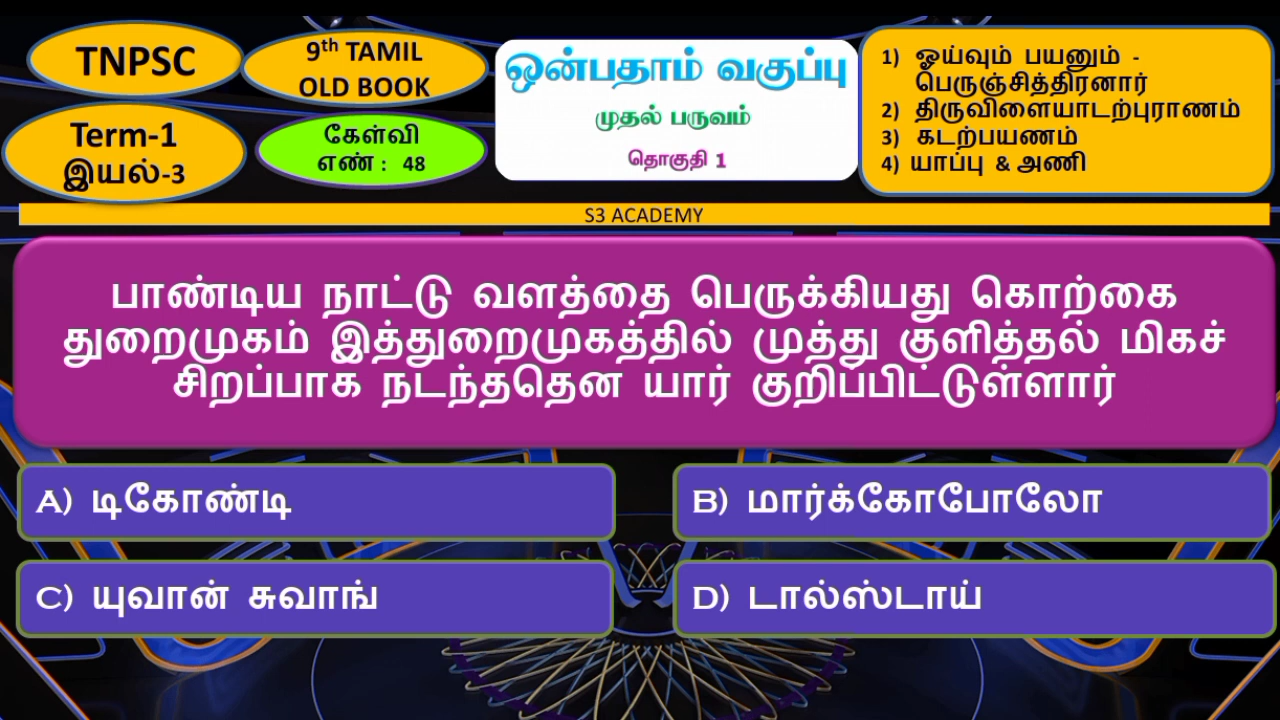 TNPSC
9th TAMIL
OLD BOOK
Term-1
இயல்-3
கேள்வி
எண் : 48
ஒன்பதாம் வகுப்பு
முதல் பருவம்
தொகுதி 1
1) ஓய்வும் பயனும் -
பெருஞ்சித்திரனார்
2) திருவிளையாடற்புராணம்
3) கடற்பயணம்
4) யாப்பு & அணி
S3 ACADEMY
பாண்டிய நாட்டு வளத்தை பெருக்கியது கொற்கை
துறைமுகம் இத்துறைமுகத்தில் முத்து குளித்தல் மிகச்
சிறப்பாக நடந்ததென யார் குறிப்பிட்டுள்ளார்
A) டிகோண்டி
B) மார்க்கோபோலோ
C) யுவான் சுவாங்
D) டால்ஸ்டாய்